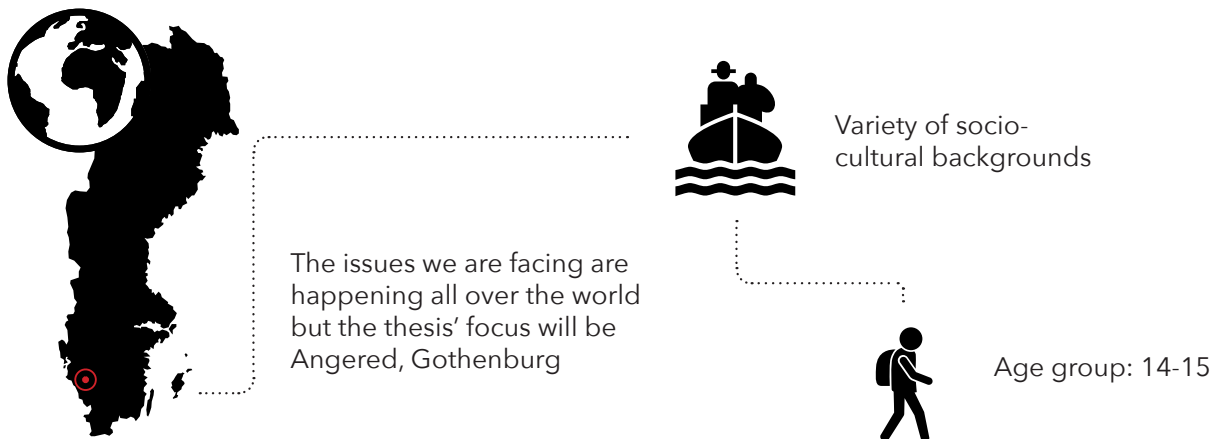 Variety of socio-
cultural backgrounds
The issues we are facing are
happening all over the world
but the thesis’ focus will be
Angered, Gothenburg
Age group: 14-15